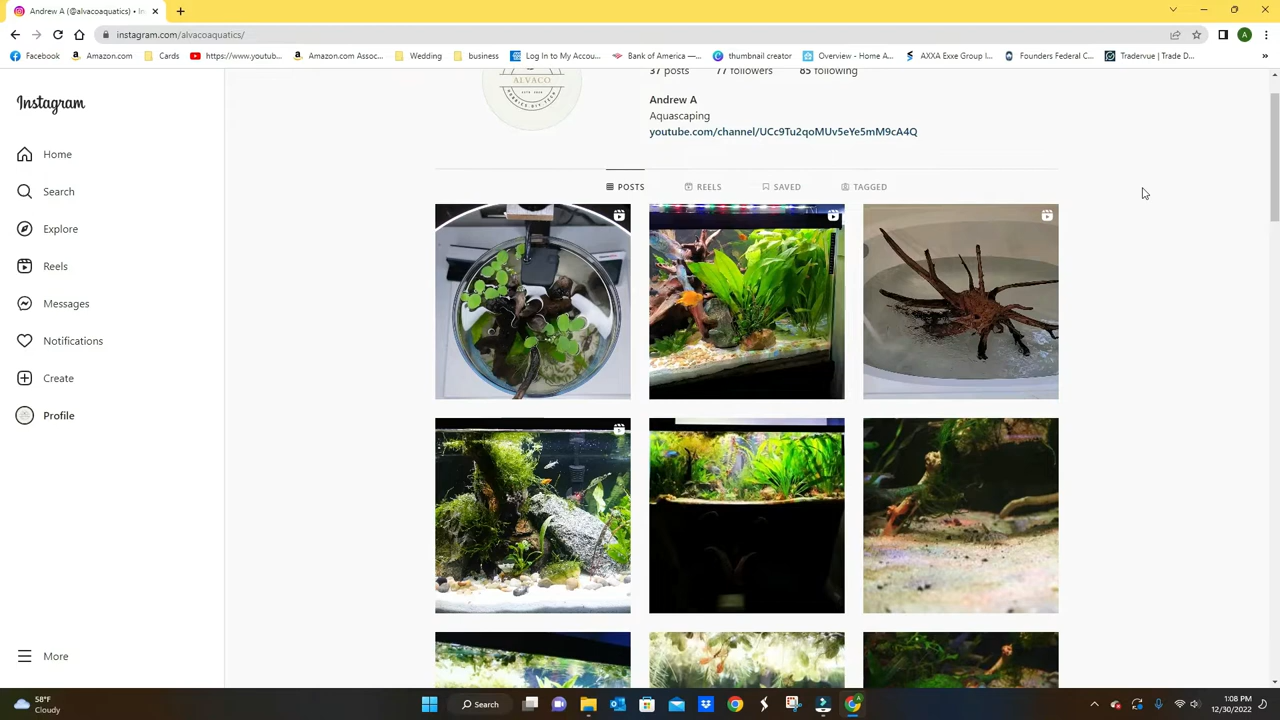 Andrew A (@alvacoaquatics) • In
instagram.com/alvacoaquatics/
Facebook
Amazon.com
Cards
https://www.youtub...
Amazon.com Assoc...
Wedding
business
Log In to My Accou...
Bank of America —...
thumbnail creator
Overview - Home A...
AXXA Exxe Group I...
Founders Federal C...
Tradervue | Trade D...
»
Instagram
Home
Search
Explore
Reels
Messages
Notifications
Create
Profile
More
ALVACO
37 posts 77 followers 85 following
Andrew A
Aquascaping
youtube.com/channel/UCc9Tu2qoMUv5eYe5mM9cA4Q
POSTS REELS SAVED TAGGED
58°F
Cloudy
Search
1:08 PM
12/30/2022